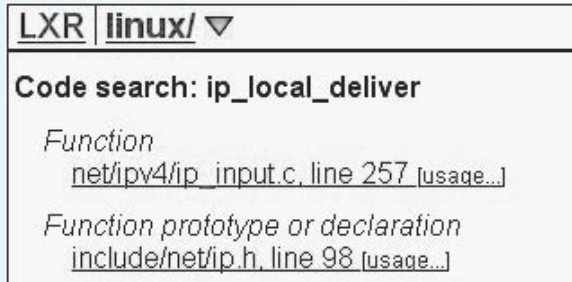 LXR linux/
Code search: ip_local_deliver
Function
net/ipv4/ip_input.c, line 257 [usage...]
Function prototype or declaration
include/net/ip.h, line 98 [usage...]